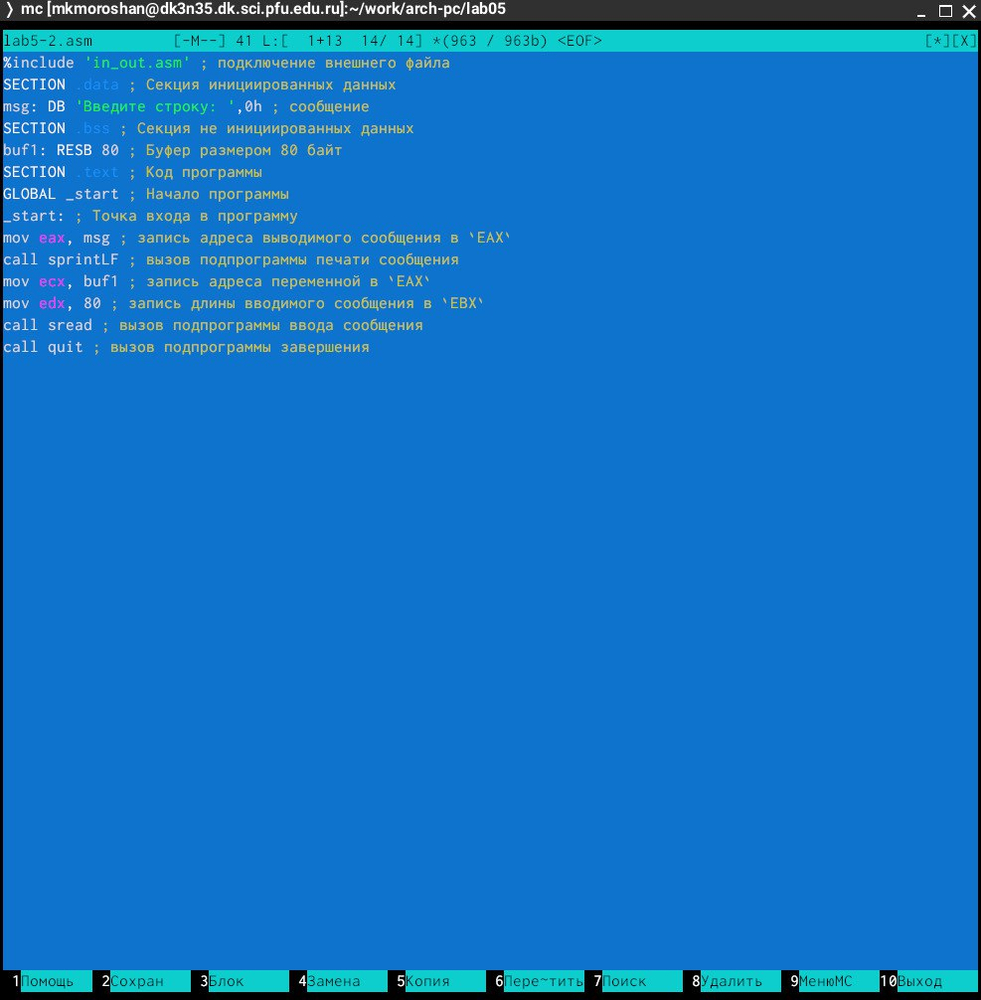 ⟩ mc [mkmoroshan@dk3n35.dk.sci.pfu.edu.ru]:~/work/arch-pc/lab05
lab5-2.asm [-M--] 41 L:[ 1+13 14/ 14] *(963 / 963b) <EOF> [*][X]
%include 'in_out.asm' ; подключение внешнего файла
SECTION .data ; Секция инициированных данных
msg: DB 'Введите строку: ',0h ; сообщение
SECTION .bss ; Секция не инициированных данных
buf1: RESB 80 ; Буфер размером 80 байт
SECTION .text ; Код программы
GLOBAL _start ; Начало программы
_start: ; Точка входа в программу
mov eax, msg ; запись адреса выводимого сообщения в `EAX`
call sprintLF ; вызов подпрограммы печати сообщения
mov ecx, buf1 ; запись адреса переменной в `EAX`
mov edx, 80 ; запись длины вводимого сообщения в `EBX`
call sread ; вызов подпрограммы ввода сообщения
call quit ; вызов подпрограммы завершения
1Помощь 2Сохран 3Блок 4Замена 5Копия 6Пере~тить 7Поиск 8Удалить 9МенюMC 10Выход